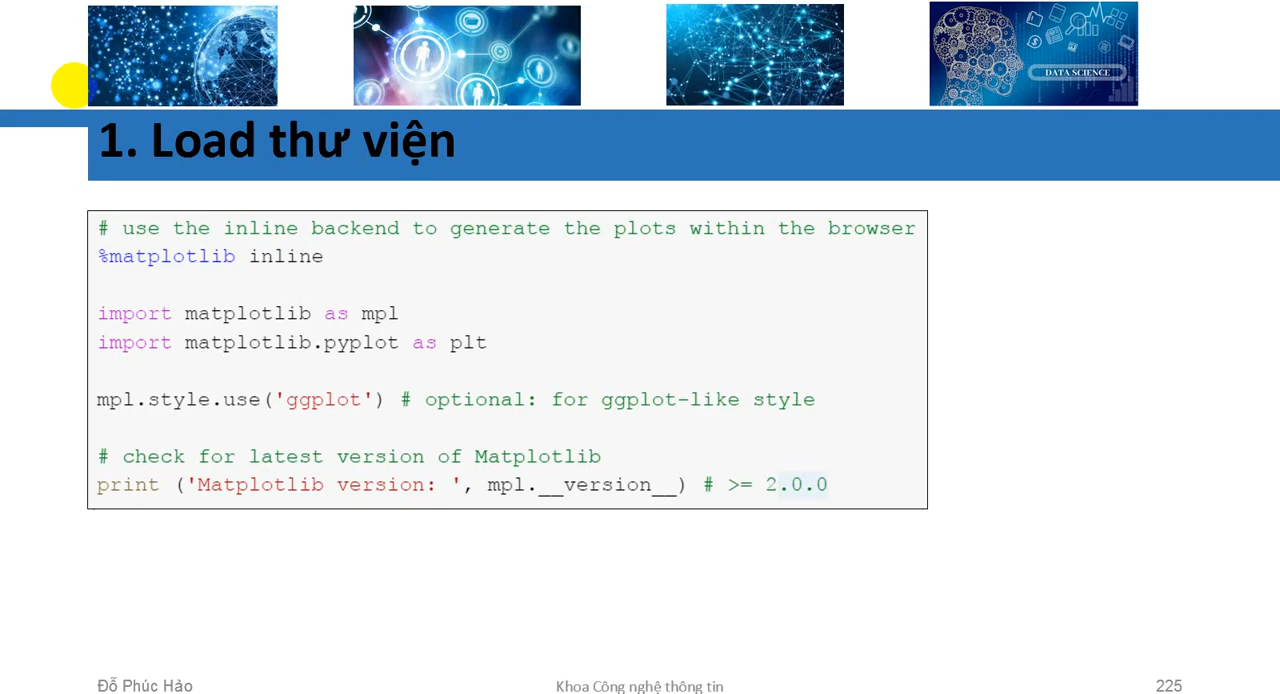 DATA SCIENCE
1. Load thư viện
# use the inline backend to generate the plots within the browser
%matplotlib inline
import matplotlib as mpl
import matplotlib.pyplot as plt
mpl.style.use('ggplot') # optional: for ggplot-like style
# check for latest version of Matplotlib
print ('Matplotlib version: ', mpl.__version__) # >= 2.0.0
Đỗ Phúc Hảo
Khoa Công nghệ thông tin
225